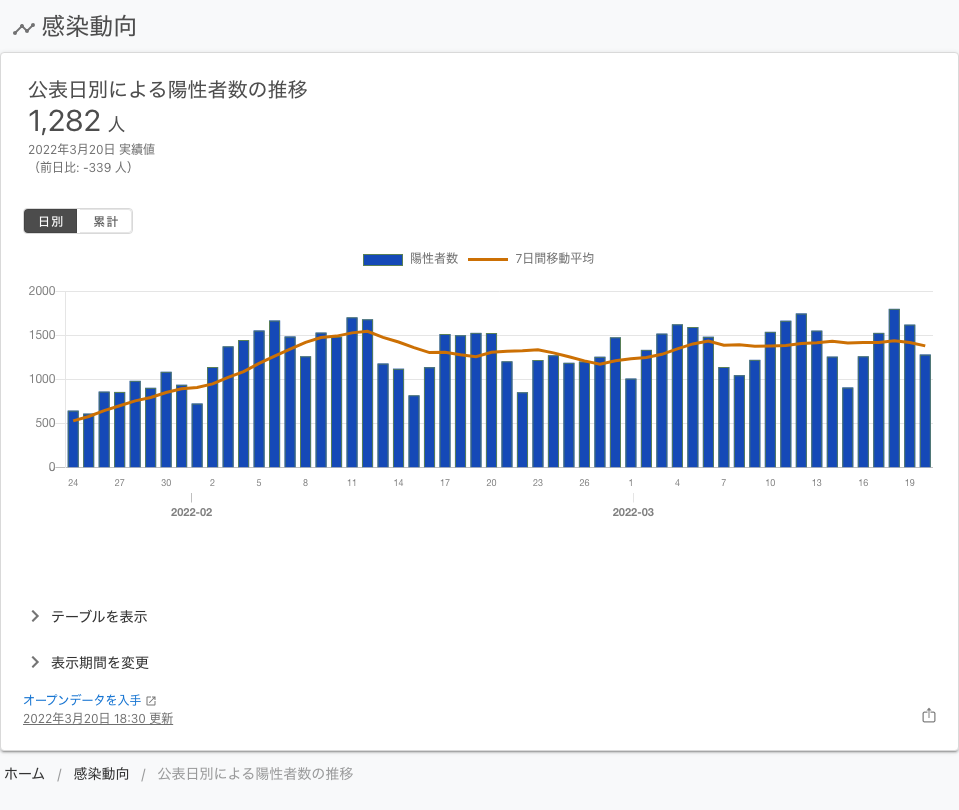 感染動向
公表日別による陽性者数の推移
1,282 人
2022年3月20日 実績値
（前日比: -339 人）
日別 累計
陽性者数 7日間移動平均
2000
1500
1000
500
0
24 27 30 2 5 8 11 14 17 20 23 26 1 4 7 10 13 16 19
2022-02 2022-03
テーブルを表示
表示期間を変更
オープンデータを入手
2022年3月20日 18:30 更新
ホーム / 感染動向 / 公表日別による陽性者数の推移